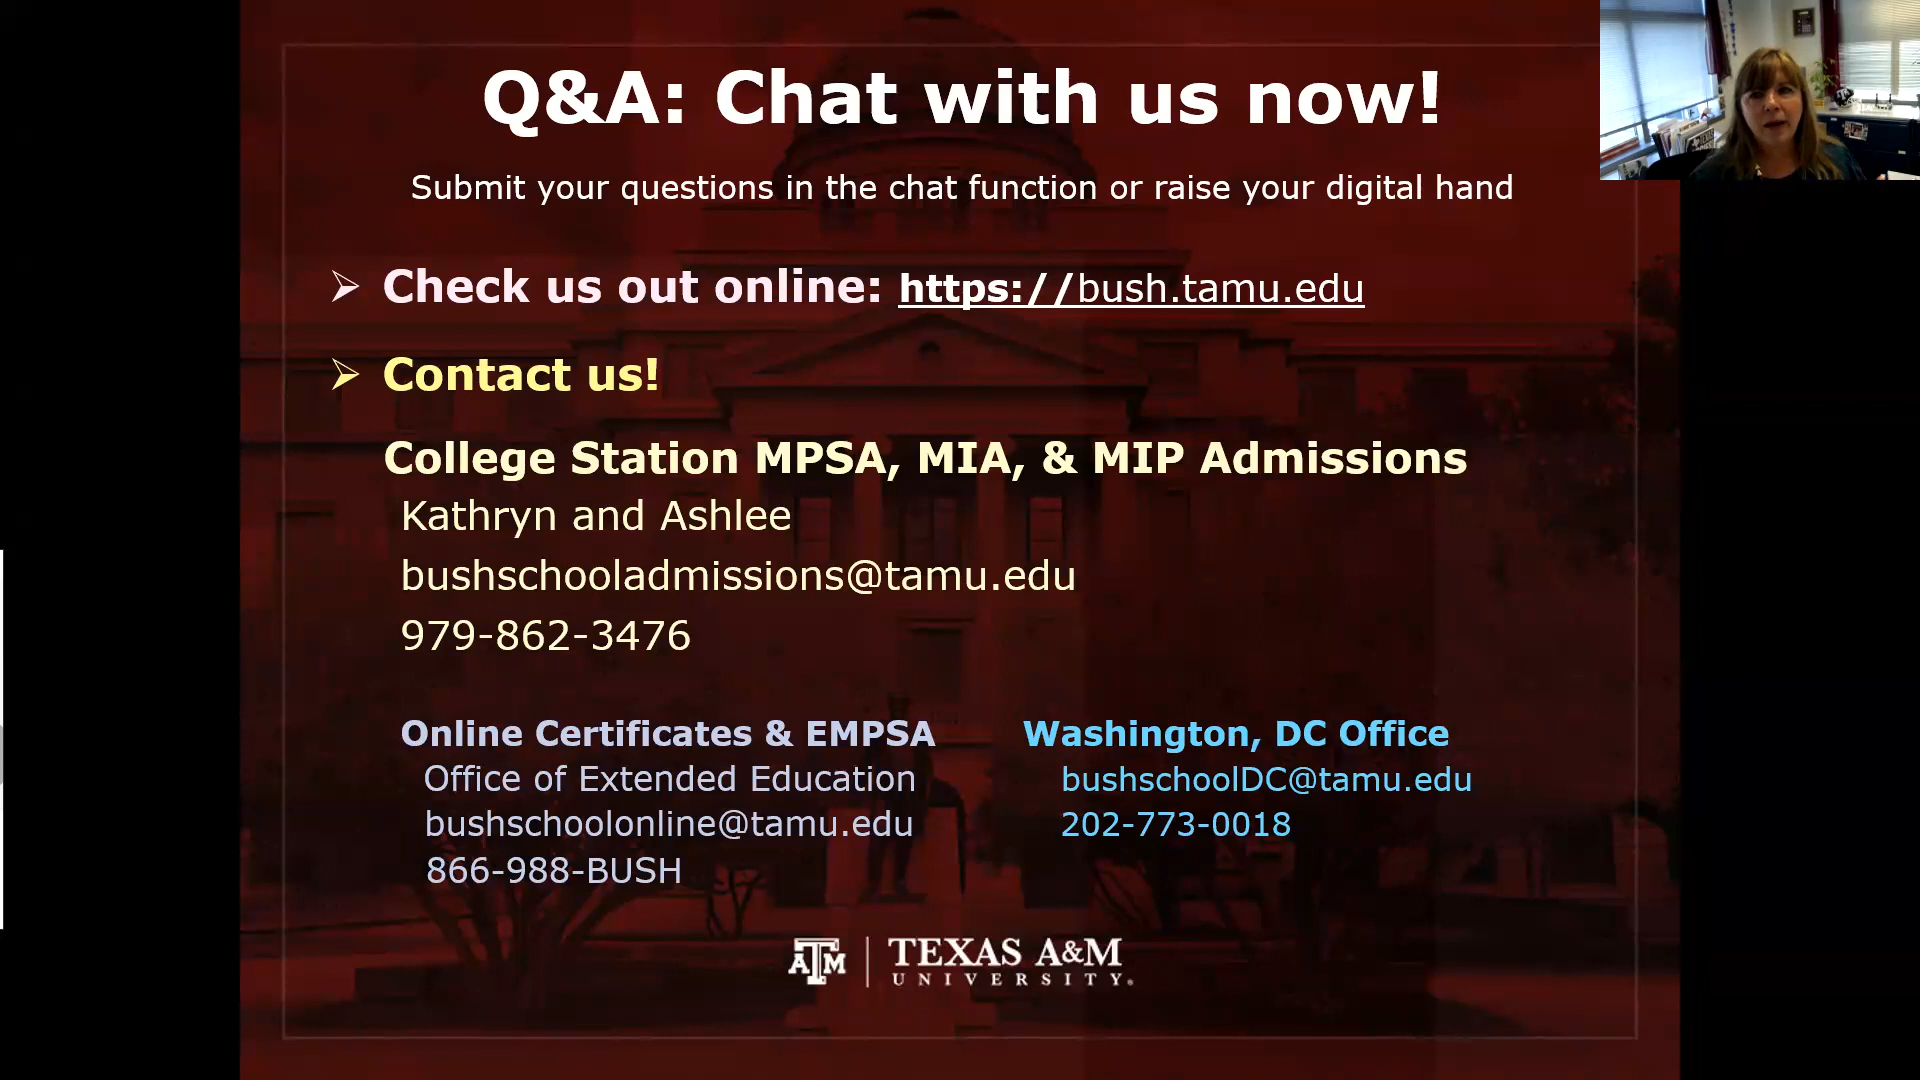 Q&A: Chat with us now!
Submit your questions in the chat function or raise your digital hand
Check us out online: https://bush.tamu.edu
Contact us!
College Station MPSA, MIA, & MIP Admissions
Kathryn and Ashlee
bushschooladmissions@tamu.edu
979-862-3476
Online Certificates & EMPSA
Office of Extended Education
bushschoolonline@tamu.edu
866-988-BUSH
Washington, DC Office
bushschoolDC@tamu.edu
202-773-0018
ATM | TEXAS A&M
UNIVERSITY®